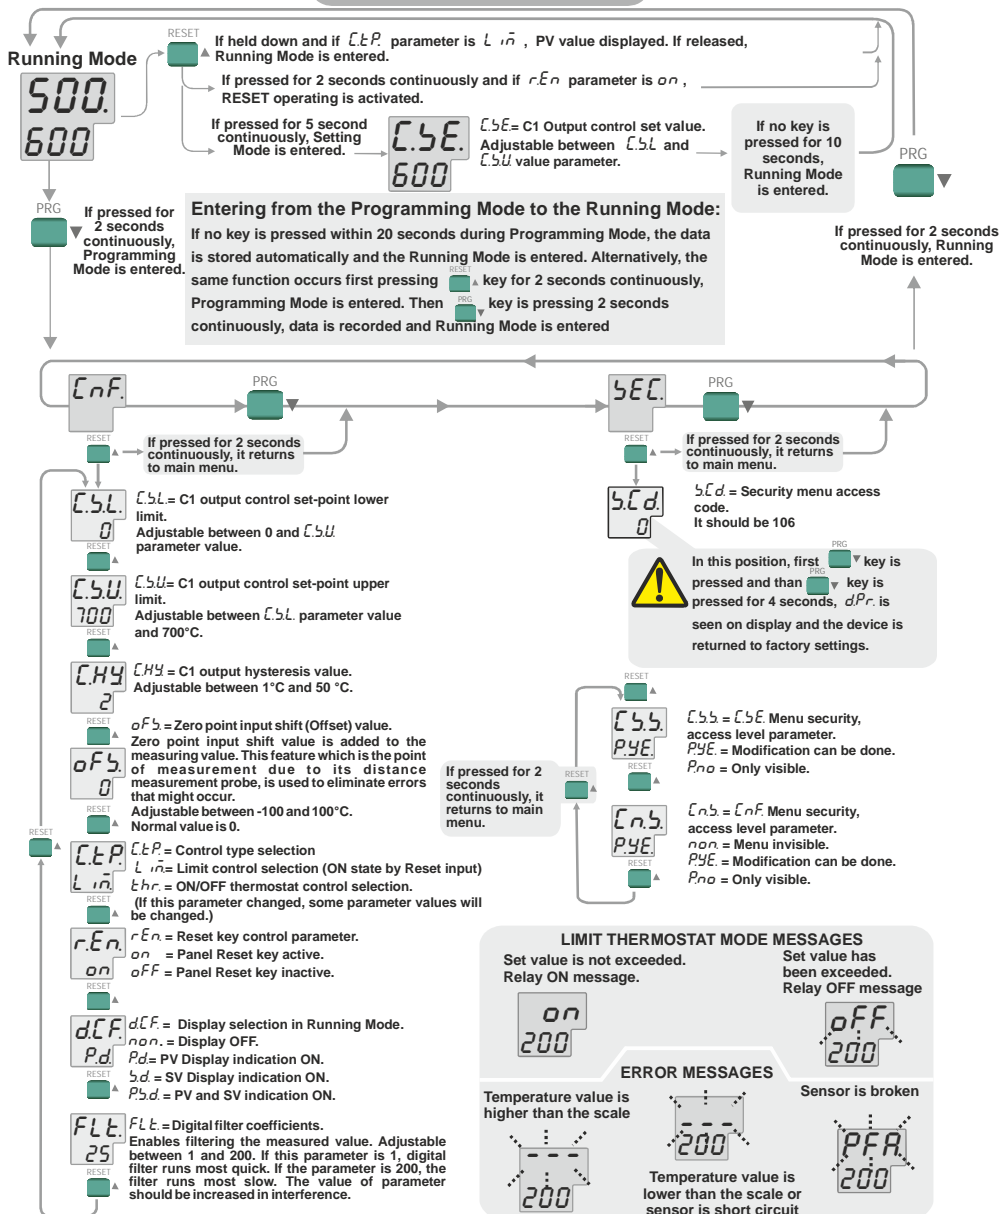 RESET
If held down and if C.tP. parameter is Lim , PV value displayed. If released,
Running Mode is entered.
Running Mode
500.
600
If pressed for 2 seconds continuously and if r.En parameter is on ,
RESET operating is activated.
If pressed for 5 second
continuously, Setting
Mode is entered.
C.SE.
600
C.SE.= C1 Output control set value.
Adjustable between C.S.L and
C.S.U. value parameter.
If no key is
pressed for 10
seconds,
Running Mode
is entered.
PRG
If pressed for 2 seconds
continuously, Running
Mode is entered.
PRG
If pressed for
2 seconds
continuously,
Programming
Mode is entered.
Entering from the Programming Mode to the Running Mode:
If no key is pressed within 20 seconds during Programming Mode, the data
is stored automatically and the Running Mode is entered. Alternatively, the
same function occurs first pressing RESET key for 2 seconds continuously,
Programming Mode is entered. Then PRG key is pressing 2 seconds
continuously, data is recorded and Running Mode is entered
CnF.
PRG
RESET
If pressed for 2 seconds
continuously, it returns
to main menu.
C.S.L.
0
C.S.L.= C1 output control set-point lower
limit.
Adjustable between 0 and C.S.U.
parameter value.
RESET
C.S.U.
700
C.S.U.= C1 output control set-point upper
limit.
Adjustable between C.S.L. parameter value
and 700°C.
RESET
C.HY
2
C.HY.= C1 output hysteresis value.
Adjustable between 1°C and 50 °C.
RESET
oFS.
0
oFS.= Zero point input shift (Offset) value.
Zero point input shift value is added to the
measuring value. This feature which is the point
of measurement due to its distance
measurement probe, is used to eliminate errors
that might occur.
Adjustable between -100 and 100°C.
Normal value is 0.
RESET
RESET
C.tP.
Lim.
C.tP.= Control type selection
Lim.= Limit control selection (ON state by Reset input)
thr.= ON/OFF thermostat control selection.
(If this parameter changed, some parameter values will
be changed.)
RESET
r.En.
on
rEn. = Reset key control parameter.
on = Panel Reset key active.
oFF = Panel Reset key inactive.
RESET
d.CF.
P.d.
d.CF. = Display selection in Running Mode.
non. = Display OFF.
P.d.= PV Display indication ON.
S.d. = SV Display indication ON.
P.S.d. = PV and SV indication ON.
RESET
FLt.
25
FLt. = Digital filter coefficients.
Enables filtering the measured value. Adjustable
between 1 and 200. If this parameter is 1, digital
filter runs most quick. If the parameter is 200, the
filter runs most slow. The value of parameter
should be increased in interference.
RESET
SEC.
PRG
RESET
If pressed for 2 seconds
continuously, it returns
to main menu.
S.Cd.
0
S.Cd. = Security menu access
code.
It should be 106
In this position, first PRG key is
pressed and than PRG key is
pressed for 4 seconds, d.Pr. is
seen on display and the device is
returned to factory settings.
RESET
C.S.S.
P.YE.
C.S.S. = C.SE. Menu security,
access level parameter.
P.YE. = Modification can be done.
P.no = Only visible.
RESET
If pressed for 2
seconds
continuously, it
returns to main
menu.
RESET
Cn.S.
P.YE.
Cn.S. = CnF. Menu security,
access level parameter.
non. = Menu invisible.
P.YE. = Modification can be done.
P.no = Only visible.
RESET
LIMIT THERMOSTAT MODE MESSAGES
Set value is not exceeded.
Relay ON message.
on
200
Set value has
been exceeded.
Relay OFF message
oFF.
200
ERROR MESSAGES
Temperature value is
higher than the scale
---
200
---
200
Temperature value is
lower than the scale or
sensor is short circuit
Sensor is broken
PFA
200